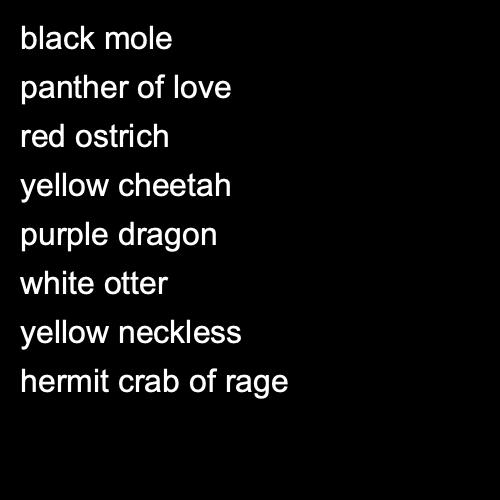 black mole
panther of love
red ostrich
yellow cheetah
purple dragon
white otter
yellow neckless
hermit crab of rage